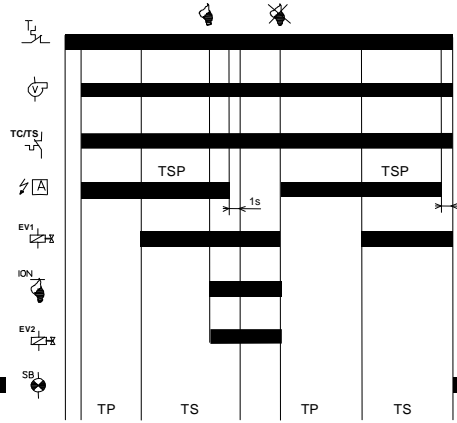 T
V
TC/TS
TSP TSP
A
1s
EV1
ION
EV2
SB
TP TS TP TS